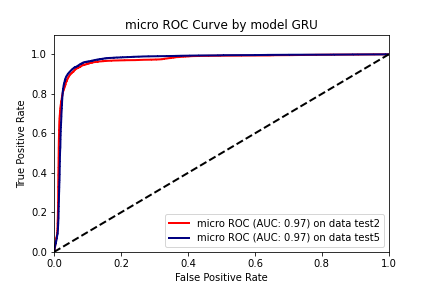 micro ROC Curve by model GRU
True Positive Rate
1.0
0.8
0.6
0.4
0.2
0.0
micro ROC (AUC: 0.97) on data test2
micro ROC (AUC: 0.97) on data test5
0.0 0.2 0.4 0.6 0.8 1.0
False Positive Rate